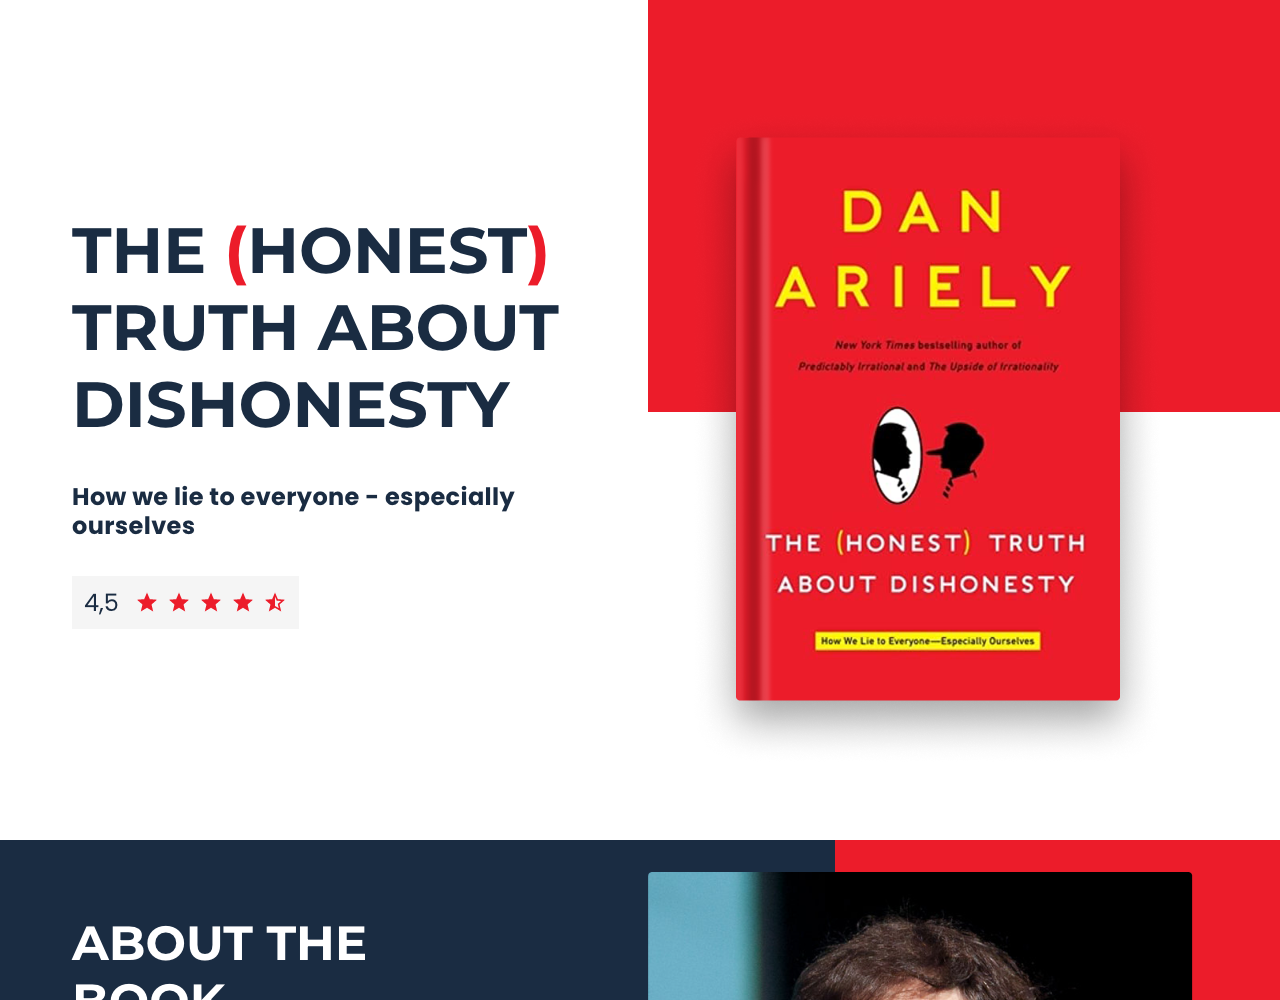 THE (HONEST)
TRUTH ABOUT
DISHONESTY
How we lie to everyone - especially
ourselves
4,5
DAN
ARIELY
New York Times bestselling author of
Predictably Irrational and The Upside of Irrationality
THE (HONEST) TRUTH
ABOUT DISHONESTY
How We Lie to Everyone—Especially Ourselves
ABOUT THE
BOOK